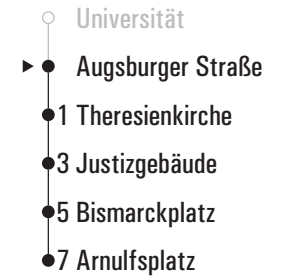 Universität
Augsburger Straße
1 Theresienkirche
3 Justizgebäude
5 Bismarckplatz
7 Arnulfsplatz